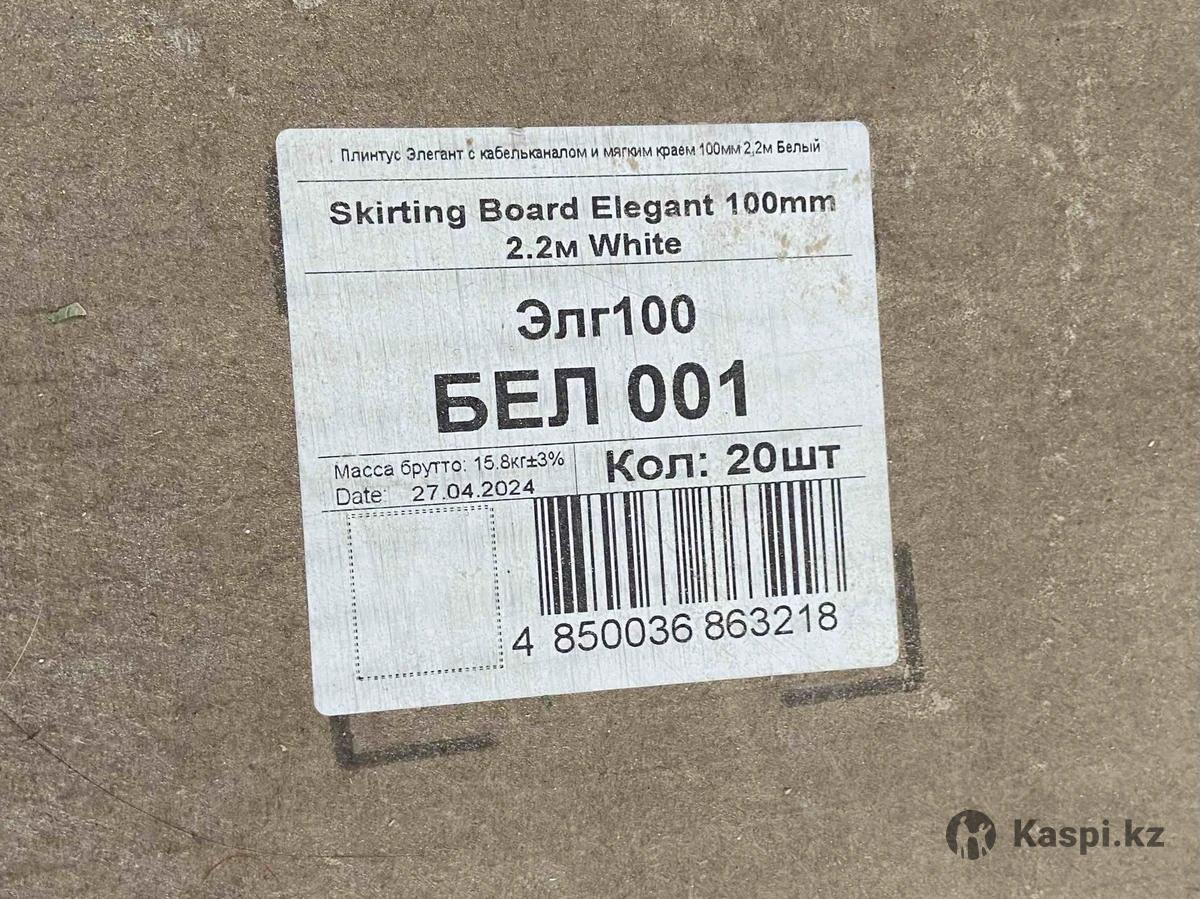 Плинтус Элегант с кабельканалом и мягким краем 100мм 2,2м Белый
Skirting Board Elegant 100mm
2.2м White
Элг100
БЕЛ 001
Масса брутто: 15.8кг±3%
Date: 27.04.2024
Кол: 20шт
4 850036 863218
Kaspi.kz